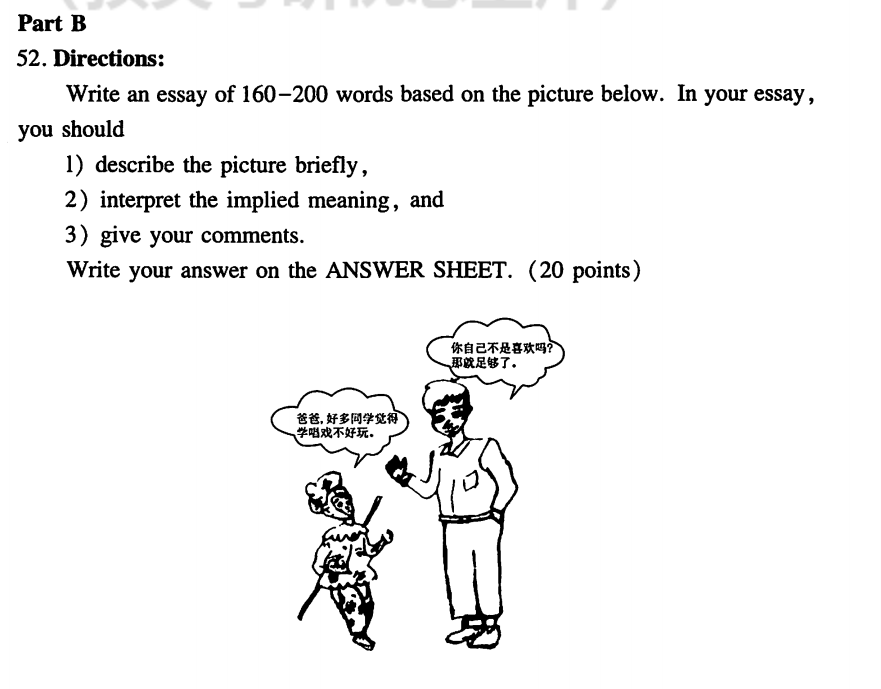 Part B
52. Directions:
Write an essay of 160-200 words based on the picture below. In your essay,
you should
1) describe the picture briefly,
2) interpret the implied meaning, and
3) give your comments.
Write your answer on the ANSWER SHEET. (20 points)
你自己不是喜欢吗?
那就足够了。
爸爸,好多同学觉得
学唱戏不好玩。